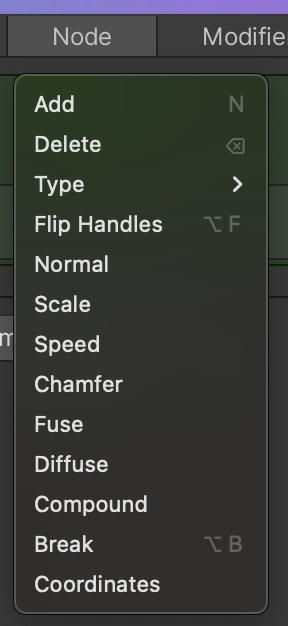 Node Modifie
Add N
Delete ⌫
Type >
Flip Handles ⌥ F
Normal
Scale
Speed
Chamfer
Fuse
Diffuse
Compound
Break ⌥ B
Coordinates